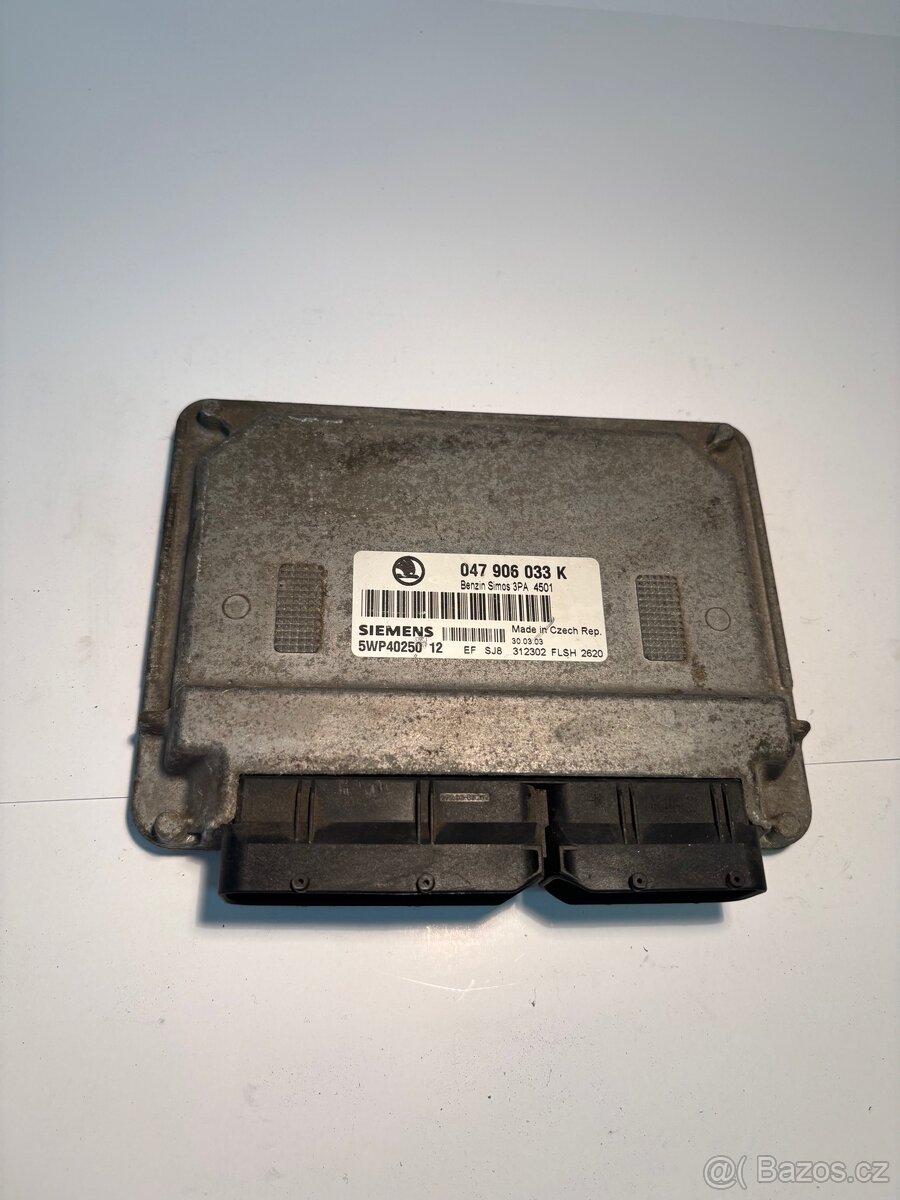 047 906 033 K
Benzin Simos 3PA 4501
SIEMENS
Made in Czech Rep.
30.03.03
5WP40250 12
EF SJ8 312302 FLSH 2620
@( Bazos.cz